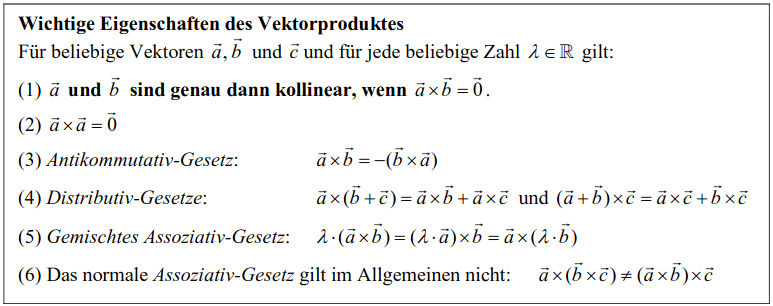 Wichtige Eigenschaften des Vektorproduktes
Für beliebige Vektoren $\vec{a}, \vec{b}$ und $\vec{c}$ und für jede beliebige Zahl $\lambda \in \mathbb{R}$ gilt:
(1) $\vec{a}$ und $\vec{b}$ sind genau dann kollinear, wenn $\vec{a} \times \vec{b} = \vec{0}$.
(2) $\vec{a} \times \vec{a} = \vec{0}$
(3) Antikommutativ-Gesetz: $\vec{a} \times \vec{b} = -(\vec{b} \times \vec{a})$
(4) Distributiv-Gesetze: $\vec{a} \times (\vec{b} + \vec{c}) = \vec{a} \times \vec{b} + \vec{a} \times \vec{c}$ und $(\vec{a} + \vec{b}) \times \vec{c} = \vec{a} \times \vec{c} + \vec{b} \times \vec{c}$
(5) Gemischtes Assoziativ-Gesetz: $\lambda \cdot (\vec{a} \times \vec{b}) = (\lambda \cdot \vec{a}) \times \vec{b} = \vec{a} \times (\lambda \cdot \vec{b})$
(6) Das normale Assoziativ-Gesetz gilt im Allgemeinen nicht: $\vec{a} \times (\vec{b} \times \vec{c}) \neq (\vec{a} \times \vec{b}) \times \vec{c}$